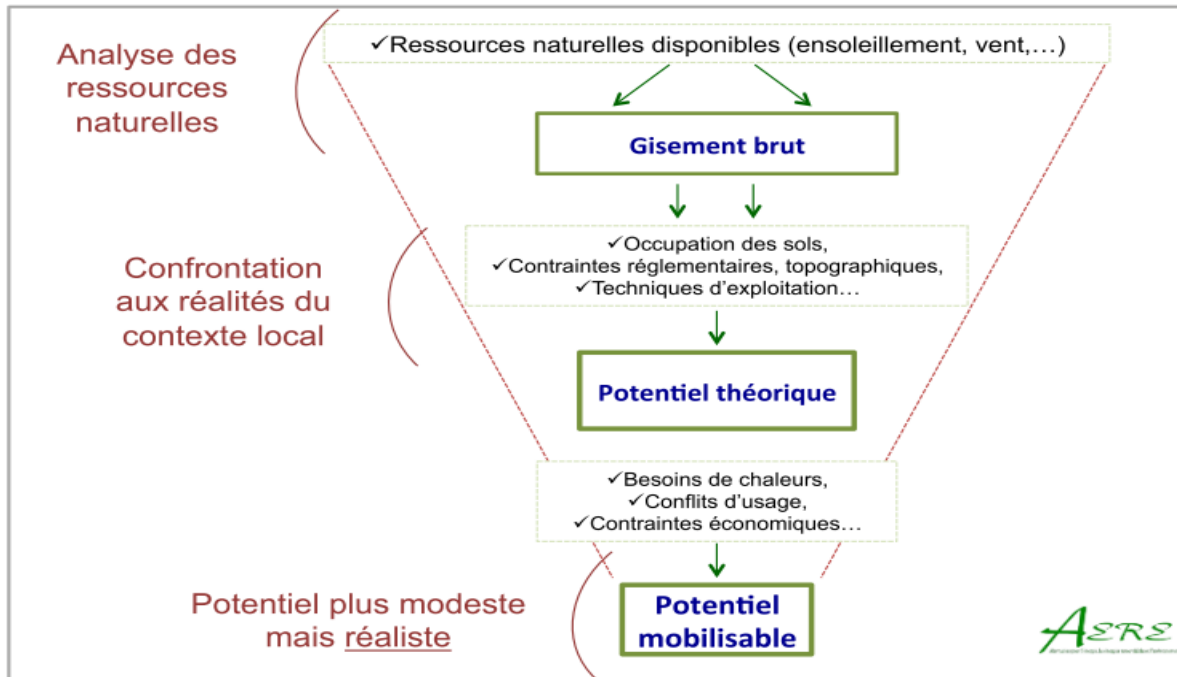 Analyse des
ressources
naturelles
✓Ressources naturelles disponibles (ensoleillement, vent,…)
Gisement brut
Confrontation
aux réalités du
contexte local
✓Occupation des sols,
✓Contraintes réglementaires, topographiques,
✓Techniques d'exploitation…
Potentiel théorique
✓Besoins de chaleurs,
✓Conflits d'usage,
✓Contraintes économiques…
Potentiel plus modeste
mais réaliste
Potentiel
mobilisable
AERE